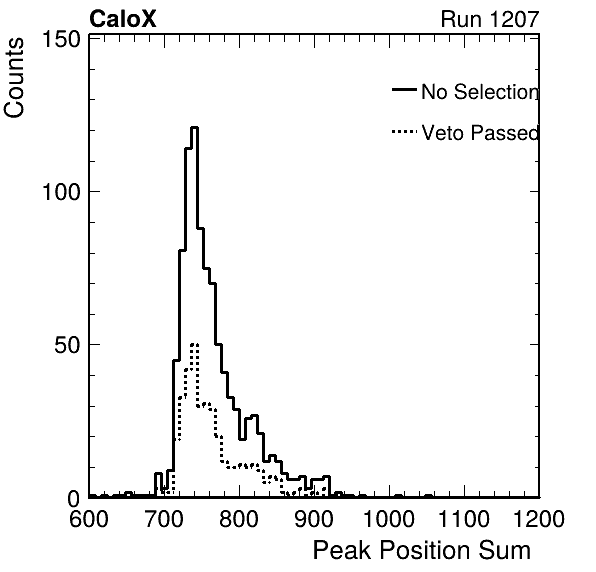 CaloX Run 1207
Counts
150
No Selection
Veto Passed
100
50
0
600 700 800 900 1000 1100 1200
Peak Position Sum